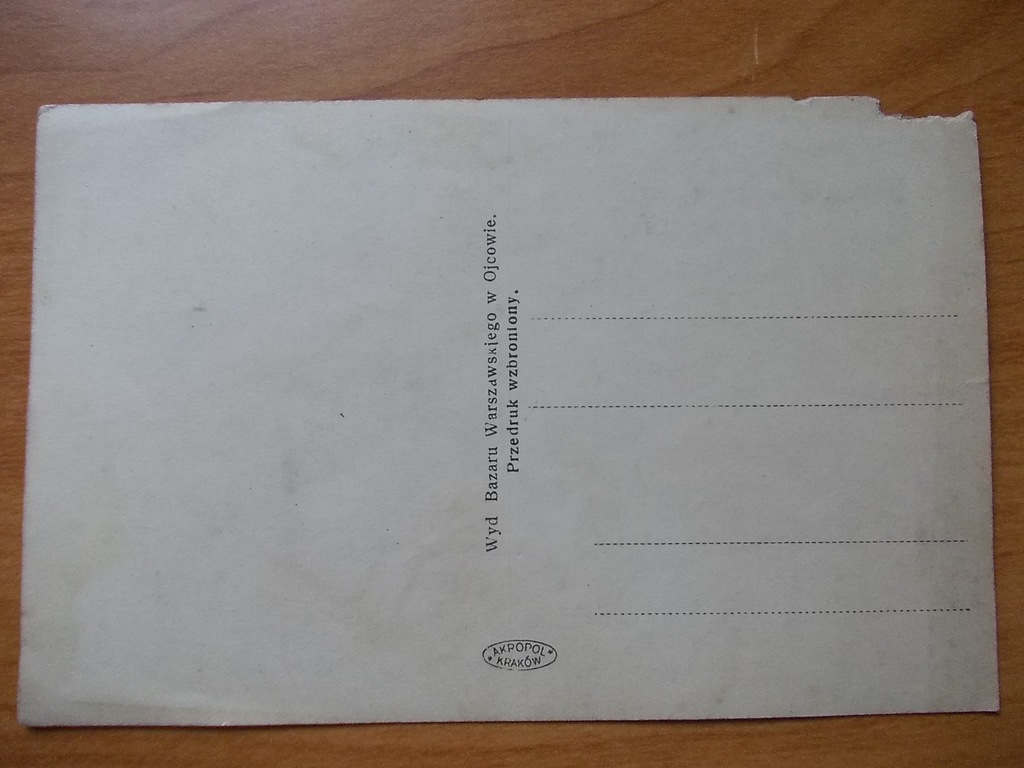 Wyd Bazaru Warszawskiego w Ojcowie.
Przedruk wzbroniony.
* AKROPOL *
KRAKÓW